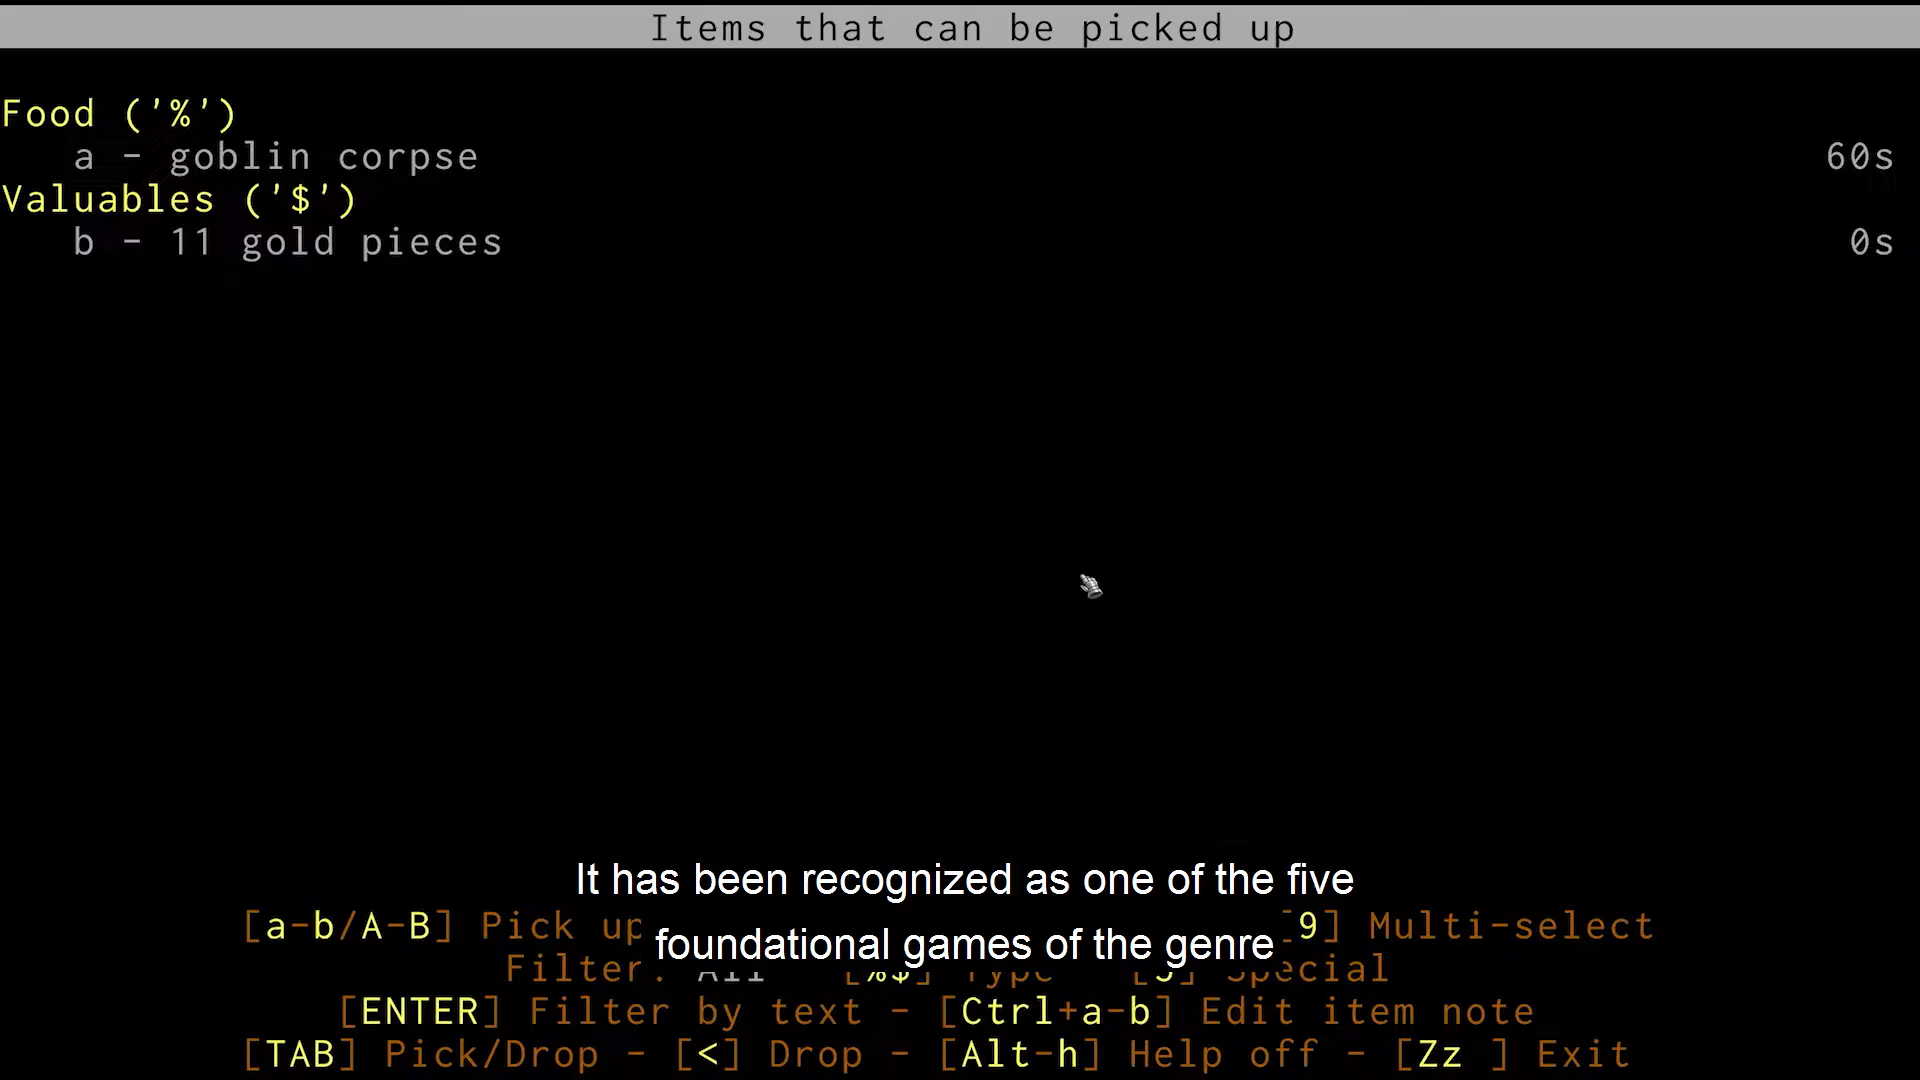 Items that can be picked up
Food ('%')
a - goblin corpse 60s
Valuables ('$')
b - 11 gold pieces 0s
It has been recognized as one of the five
foundational games of the genre
[a-b/A-B] Pick up 9] Multi-select
Filter: All [%$] Type Special
[ENTER] Filter by text - [Ctrl+a-b] Edit item note
[TAB] Pick/Drop - [<] Drop - [Alt-h] Help off - [Zz ] Exit